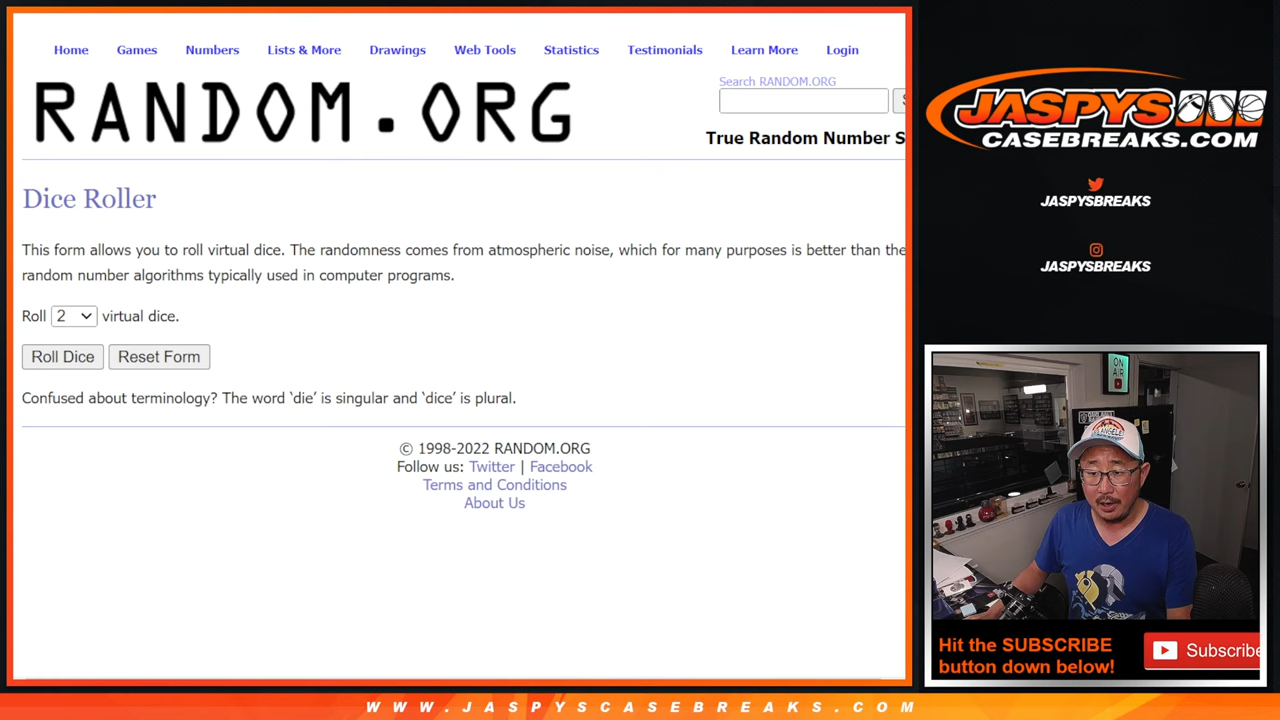 Home Games Numbers Lists & More Drawings Web Tools Statistics Testimonials Learn More Login
RANDOM.ORG
Search RANDOM.ORG
S
True Random Number S
Dice Roller
This form allows you to roll virtual dice. The randomness comes from atmospheric noise, which for many purposes is better than the
random number algorithms typically used in computer programs.
Roll 2 virtual dice.
Roll Dice Reset Form
Confused about terminology? The word ‘die’ is singular and ‘dice’ is plural.
© 1998-2022 RANDOM.ORG
Follow us: Twitter | Facebook
Terms and Conditions
About Us
JASPYS
CASEBREAKS.COM
JASPYSBREAKS
JASPYSBREAKS
ON
AIR
Hit the SUBSCRIBE
button down below!
Subscribe
WWW.JASPYSCASEBREAKS.COM